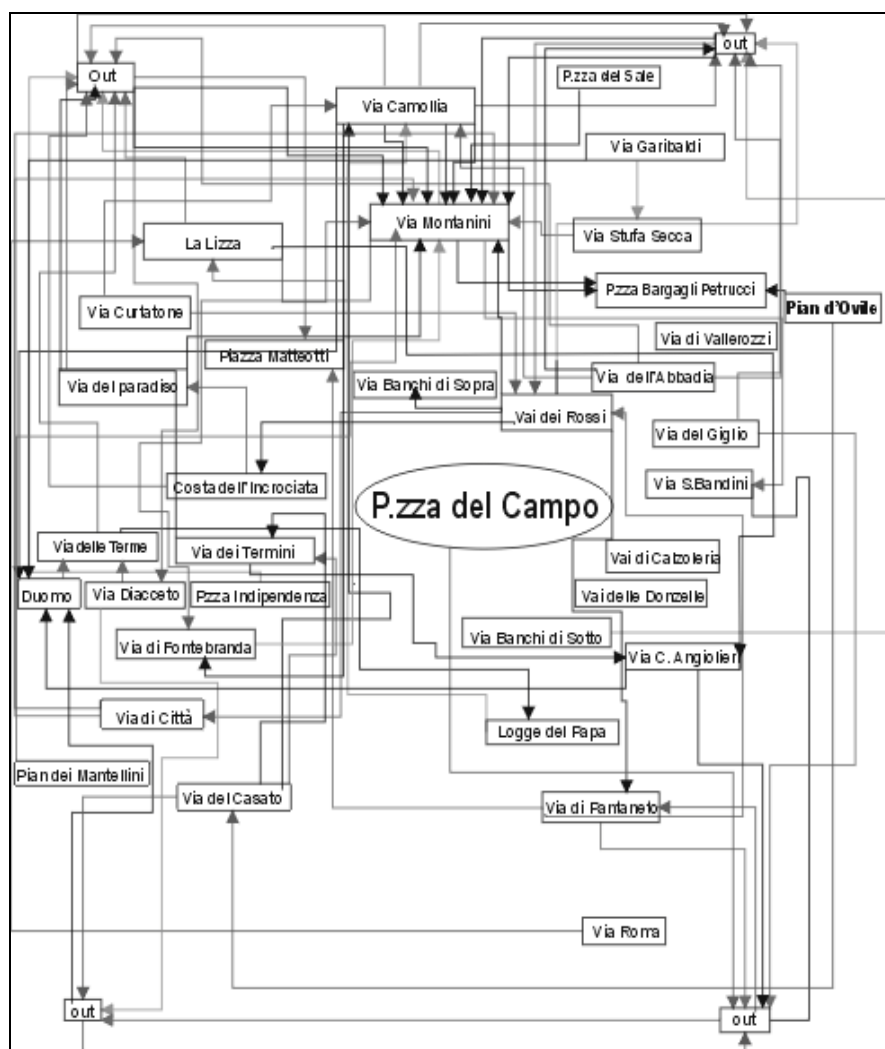 out
Out
P.zza del Sale
Via Camollia
Via Garibaldi
Via Montanini
Via Stufa Secca
La Lizza
P.zza Bargagli Petrucci
Pian d'Ovile
Via Curtatone
Via di Vallerozzi
Piazza Matteotti
Via del paradiso
Via Banchi di Sopra
Via dell'Abbadia
Vai dei Rossi
Via del Giglio
Costa dell'Incrociata
Via S.Bandini
P.zza del Campo
Via delle Terme
Via dei Termini
Vai di Calzoleria
Duomo
Via Diacceto
P.zza Indipendenza
Vai delle Donzelle
Via di Fontebranda
Via Banchi di Sotto
Via C. Angiolieri
Via di Città
Logge del Papa
Pian dei Mantellini
Via del Casato
Via di Pantaneto
Via Roma
out
out